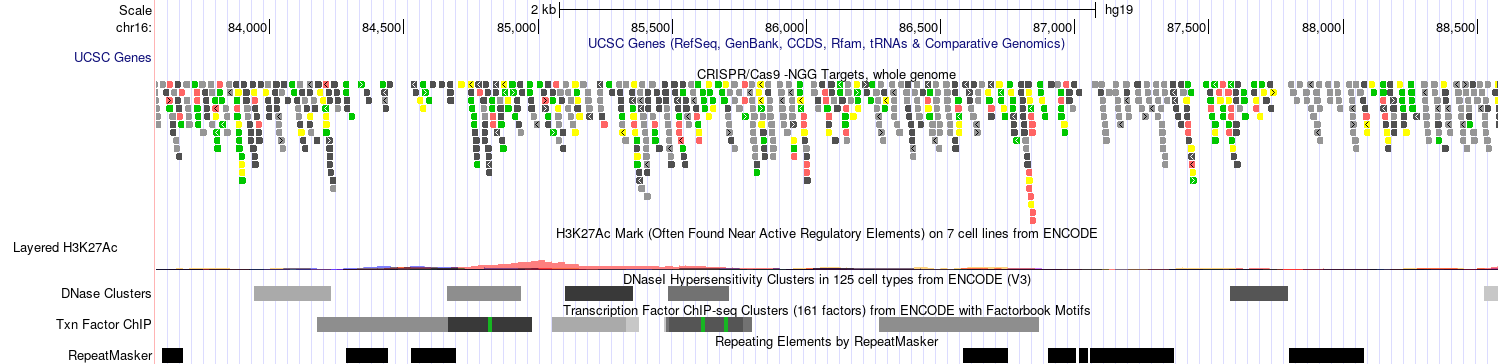 Scale 2 kb hg19
chr16: 84,000 84,500 85,000 85,500 86,000 86,500 87,000 87,500 88,000 88,500
UCSC Genes (RefSeq, GenBank, CCDS, Rfam, tRNAs & Comparative Genomics)
UCSC Genes
CRISPR/Cas9 -NGG Targets, whole genome
H3K27Ac Mark (Often Found Near Active Regulatory Elements) on 7 cell lines from ENCODE
Layered H3K27Ac
DNaseI Hypersensitivity Clusters in 125 cell types from ENCODE (V3)
DNase Clusters
Transcription Factor ChIP-seq Clusters (161 factors) from ENCODE with Factorbook Motifs
Txn Factor ChIP
Repeating Elements by RepeatMasker
RepeatMasker